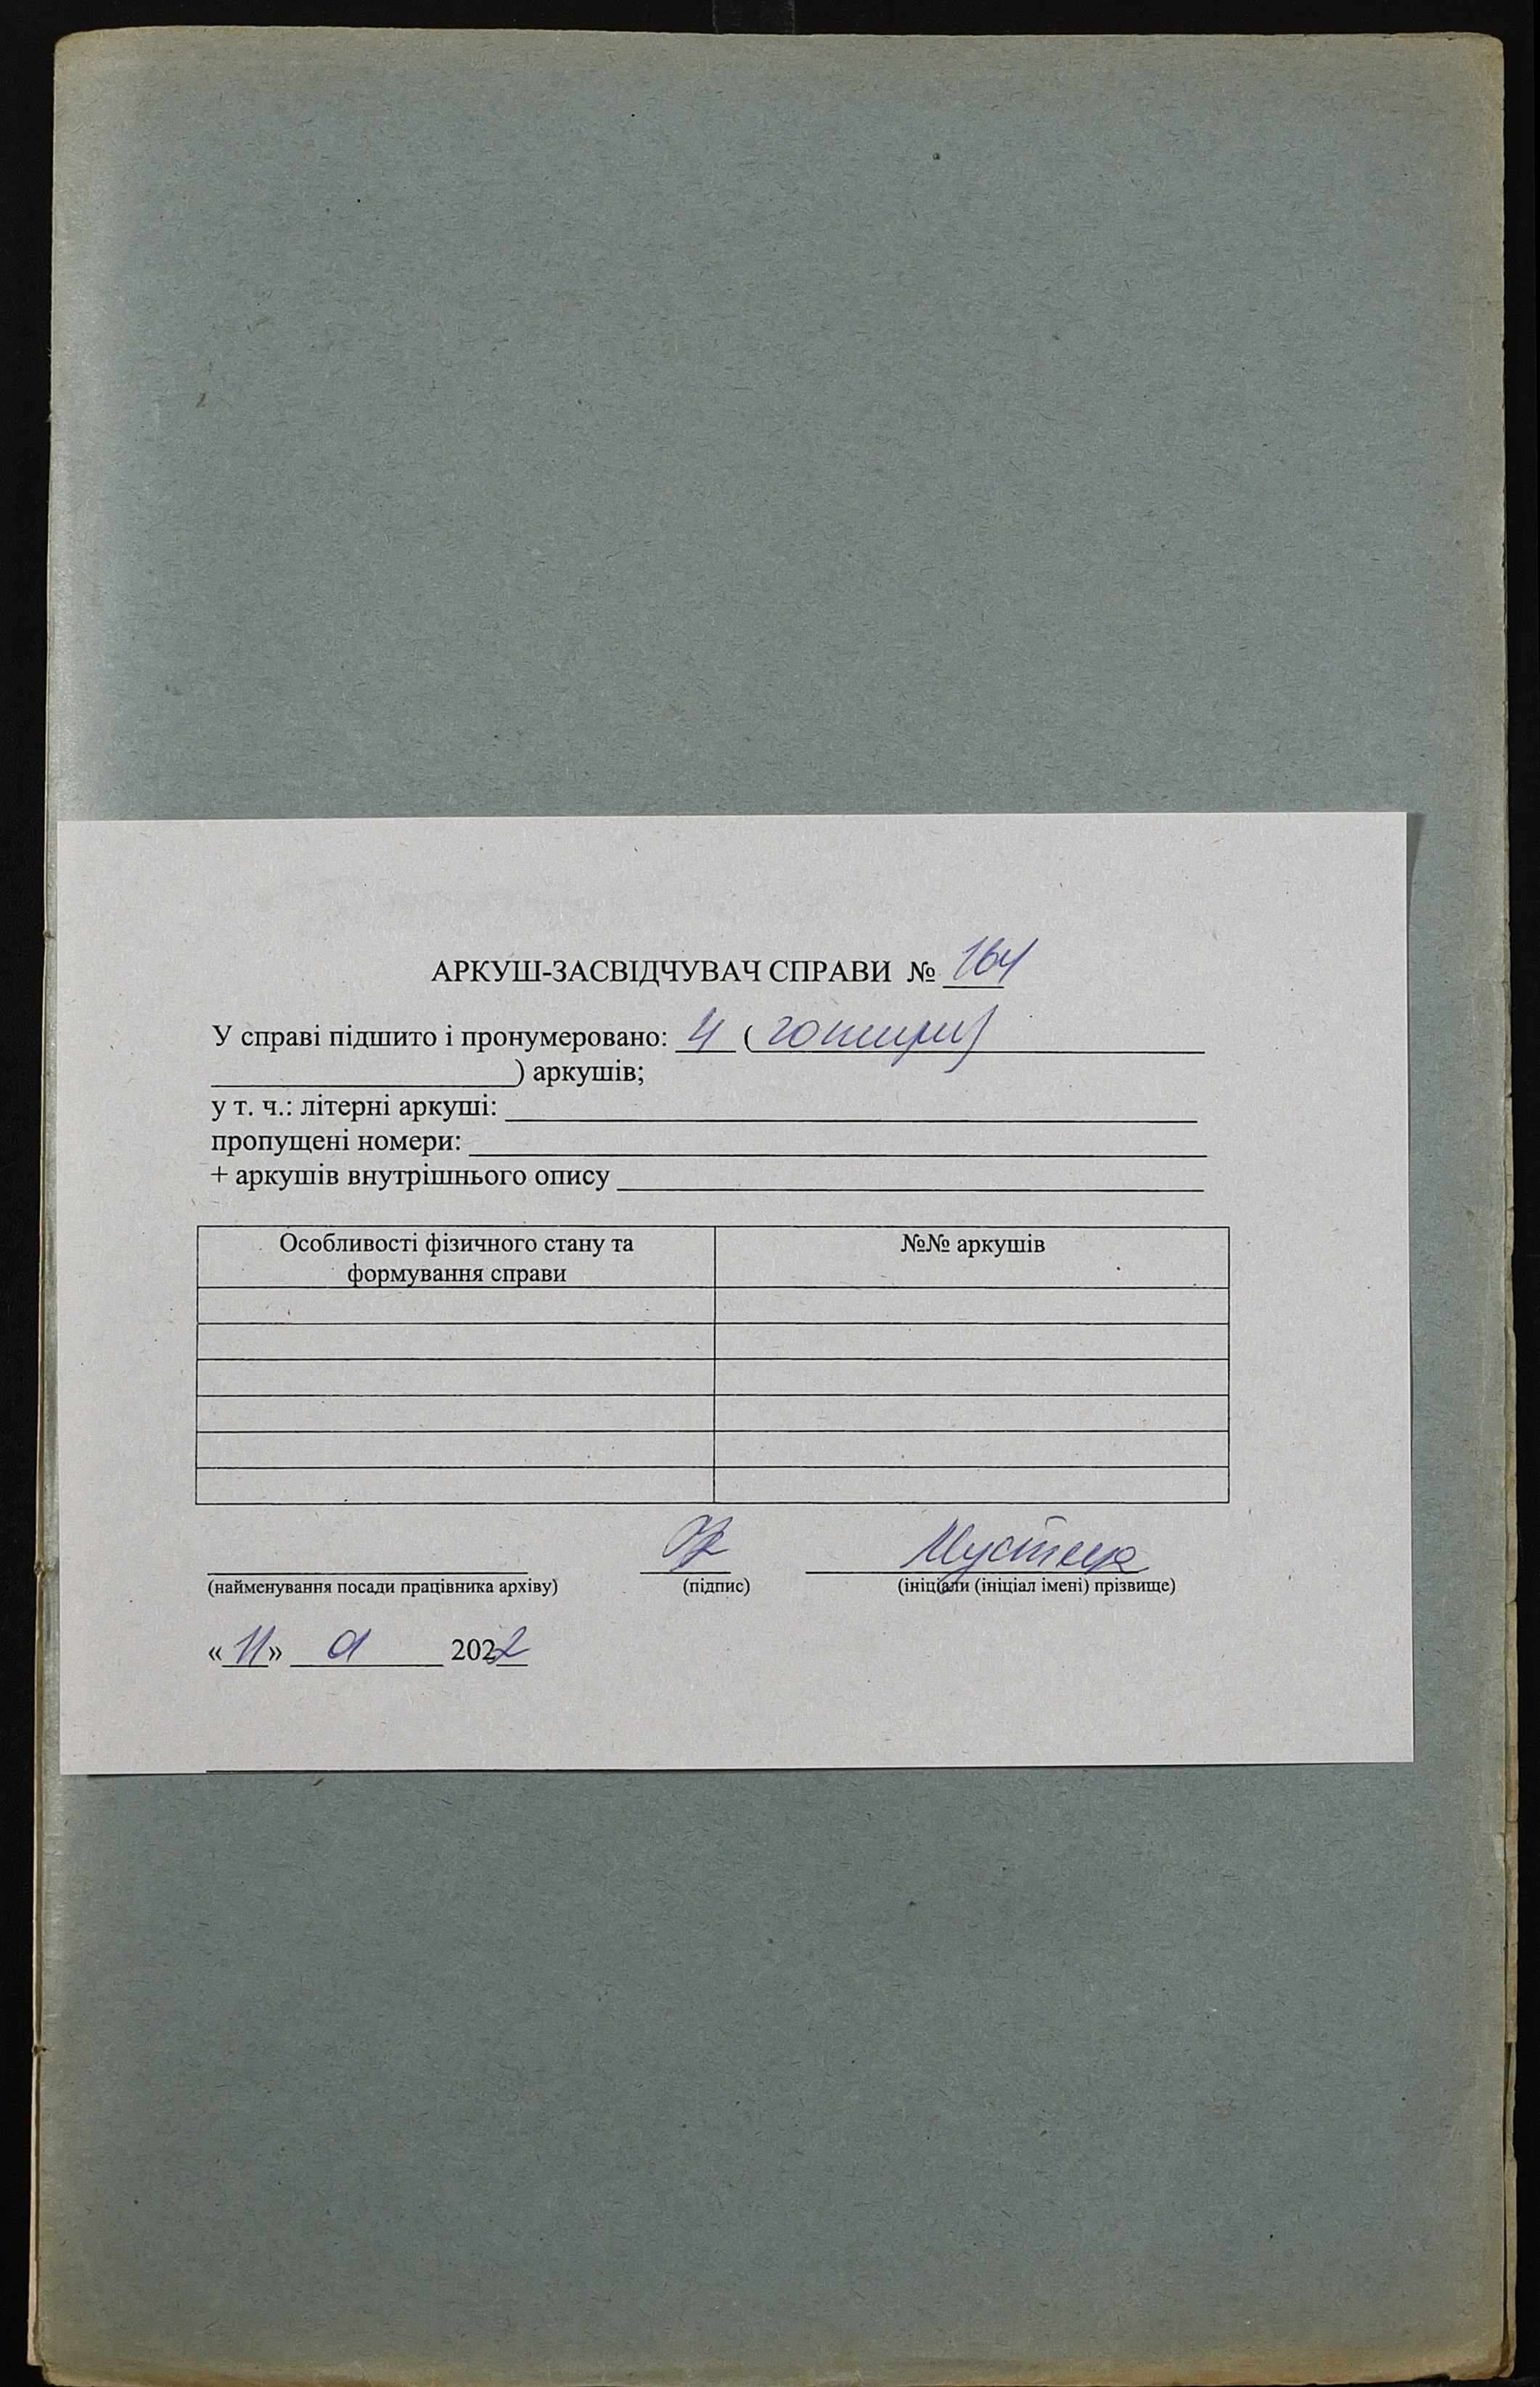 АРКУШ-ЗАСВІДЧУВАЧ СПРАВИ № 164
У справі підшито і пронумеровано: 4 (чотири)
) аркушів;
у т. ч.: літерні аркуші:
пропущені номери:
+ аркушів внутрішнього опису
Особливості фізичного стану та формування справи
№№ аркушів
(найменування посади працівника архіву)
(підпис)
(ініціали (ініціал імені) прізвище)
«11» 2022